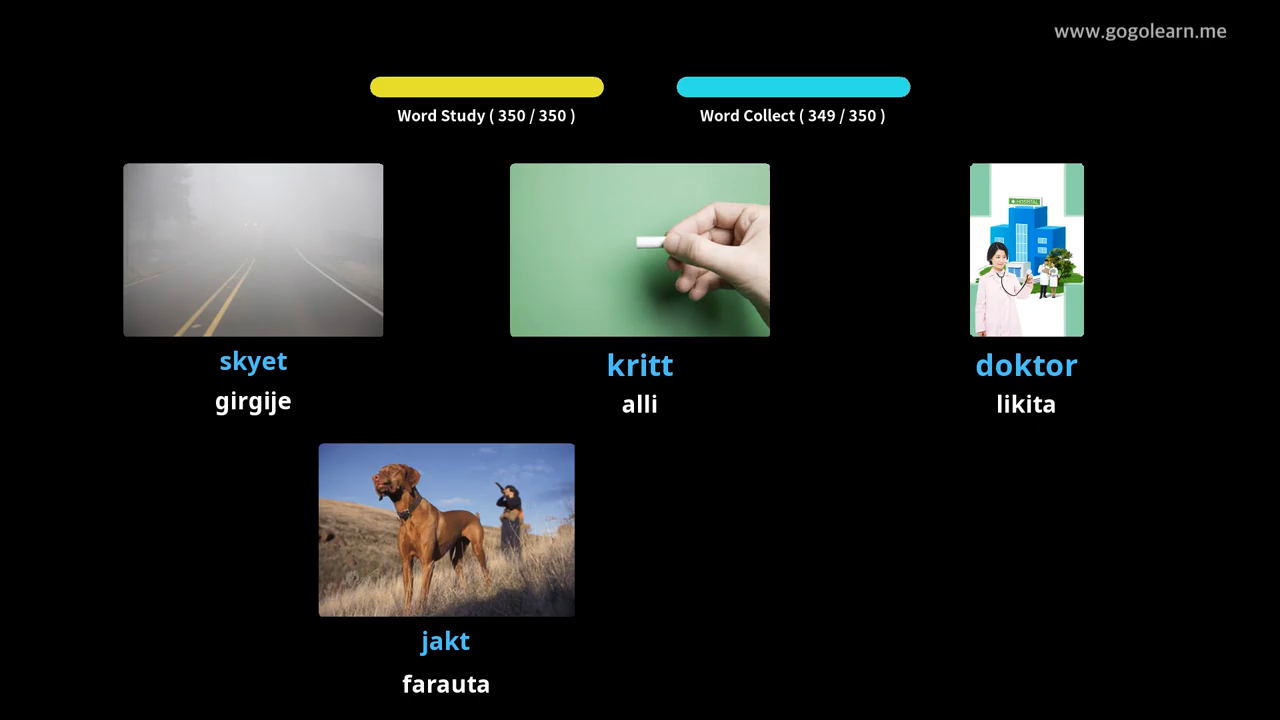 www.gogolearn.me
Word Study ( 350 / 350 )
Word Collect ( 349 / 350 )
HOSPITAL
skyet
girgije
kritt
alli
doktor
likita
jakt
farauta